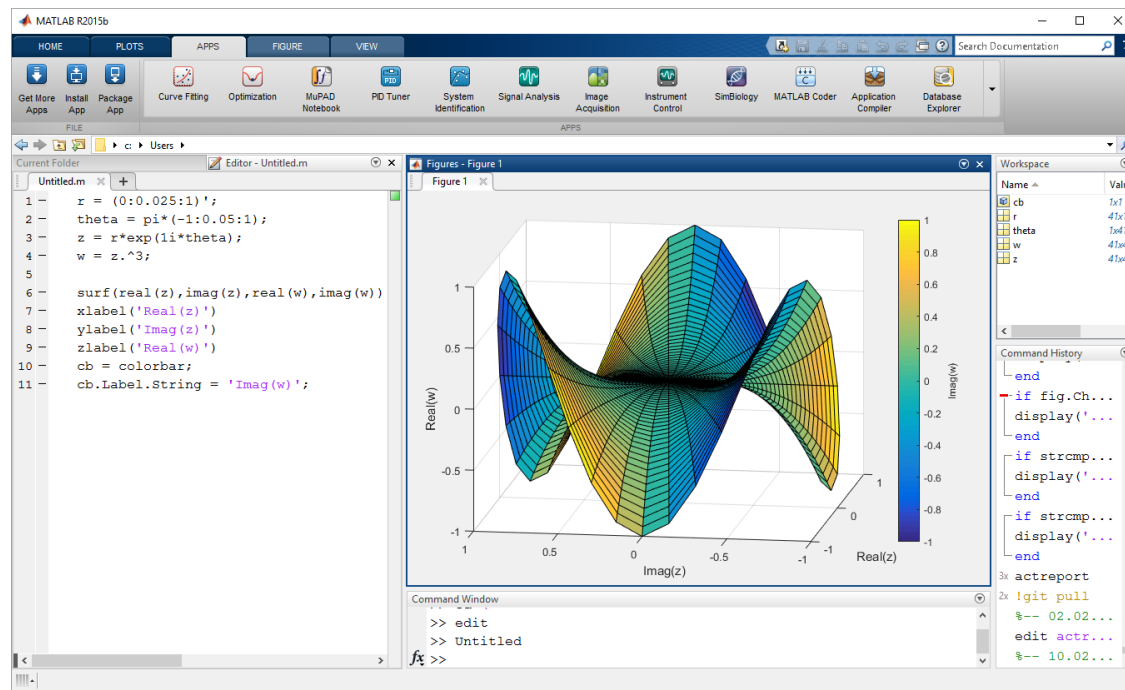 MATLAB R2015b
HOME PLOTS APPS FIGURE VIEW
Search Documentation
Get More Apps
Install App
Package App
Curve Fitting
Optimization
MuPAD Notebook
PID Tuner
System Identification
Signal Analysis
Image Acquisition
Instrument Control
SimBiology
MATLAB Coder
Application Compiler
Database Explorer
FILE
APPS
c: Users
Current Folder
Editor - Untitled.m
Untitled.m
1 r = (0:0.025:1)';
2 theta = pi*(-1:0.05:1);
3 z = r*exp(1i*theta);
4 w = z.^3;
5
6 surf(real(z),imag(z),real(w),imag(w))
7 xlabel('Real(z)')
8 ylabel('Imag(z)')
9 zlabel('Real(w)')
10 cb = colorbar;
11 cb.Label.String = 'Imag(w)';
Figures - Figure 1
Figure 1
1
0.5
0
-0.5
-1
Real(w)
1
0.5
0
-0.5
-1
Imag(z)
-1
0
1
Real(z)
1
0.8
0.6
0.4
0.2
0
-0.2
-0.4
-0.6
-0.8
-1
Imag(w)
Command Window
>> edit
>> Untitled
fx >>
Workspace
Name Valu
cb 1x1
r 41x1
theta 1x41
w 41x4
z 41x4
Command History
end
if fig.Ch...
display('...
end
if strcmp...
display('...
end
if strcmp...
display('...
end
3x actreport
2x !git pull
%-- 02.02...
edit actr...
%-- 10.02...